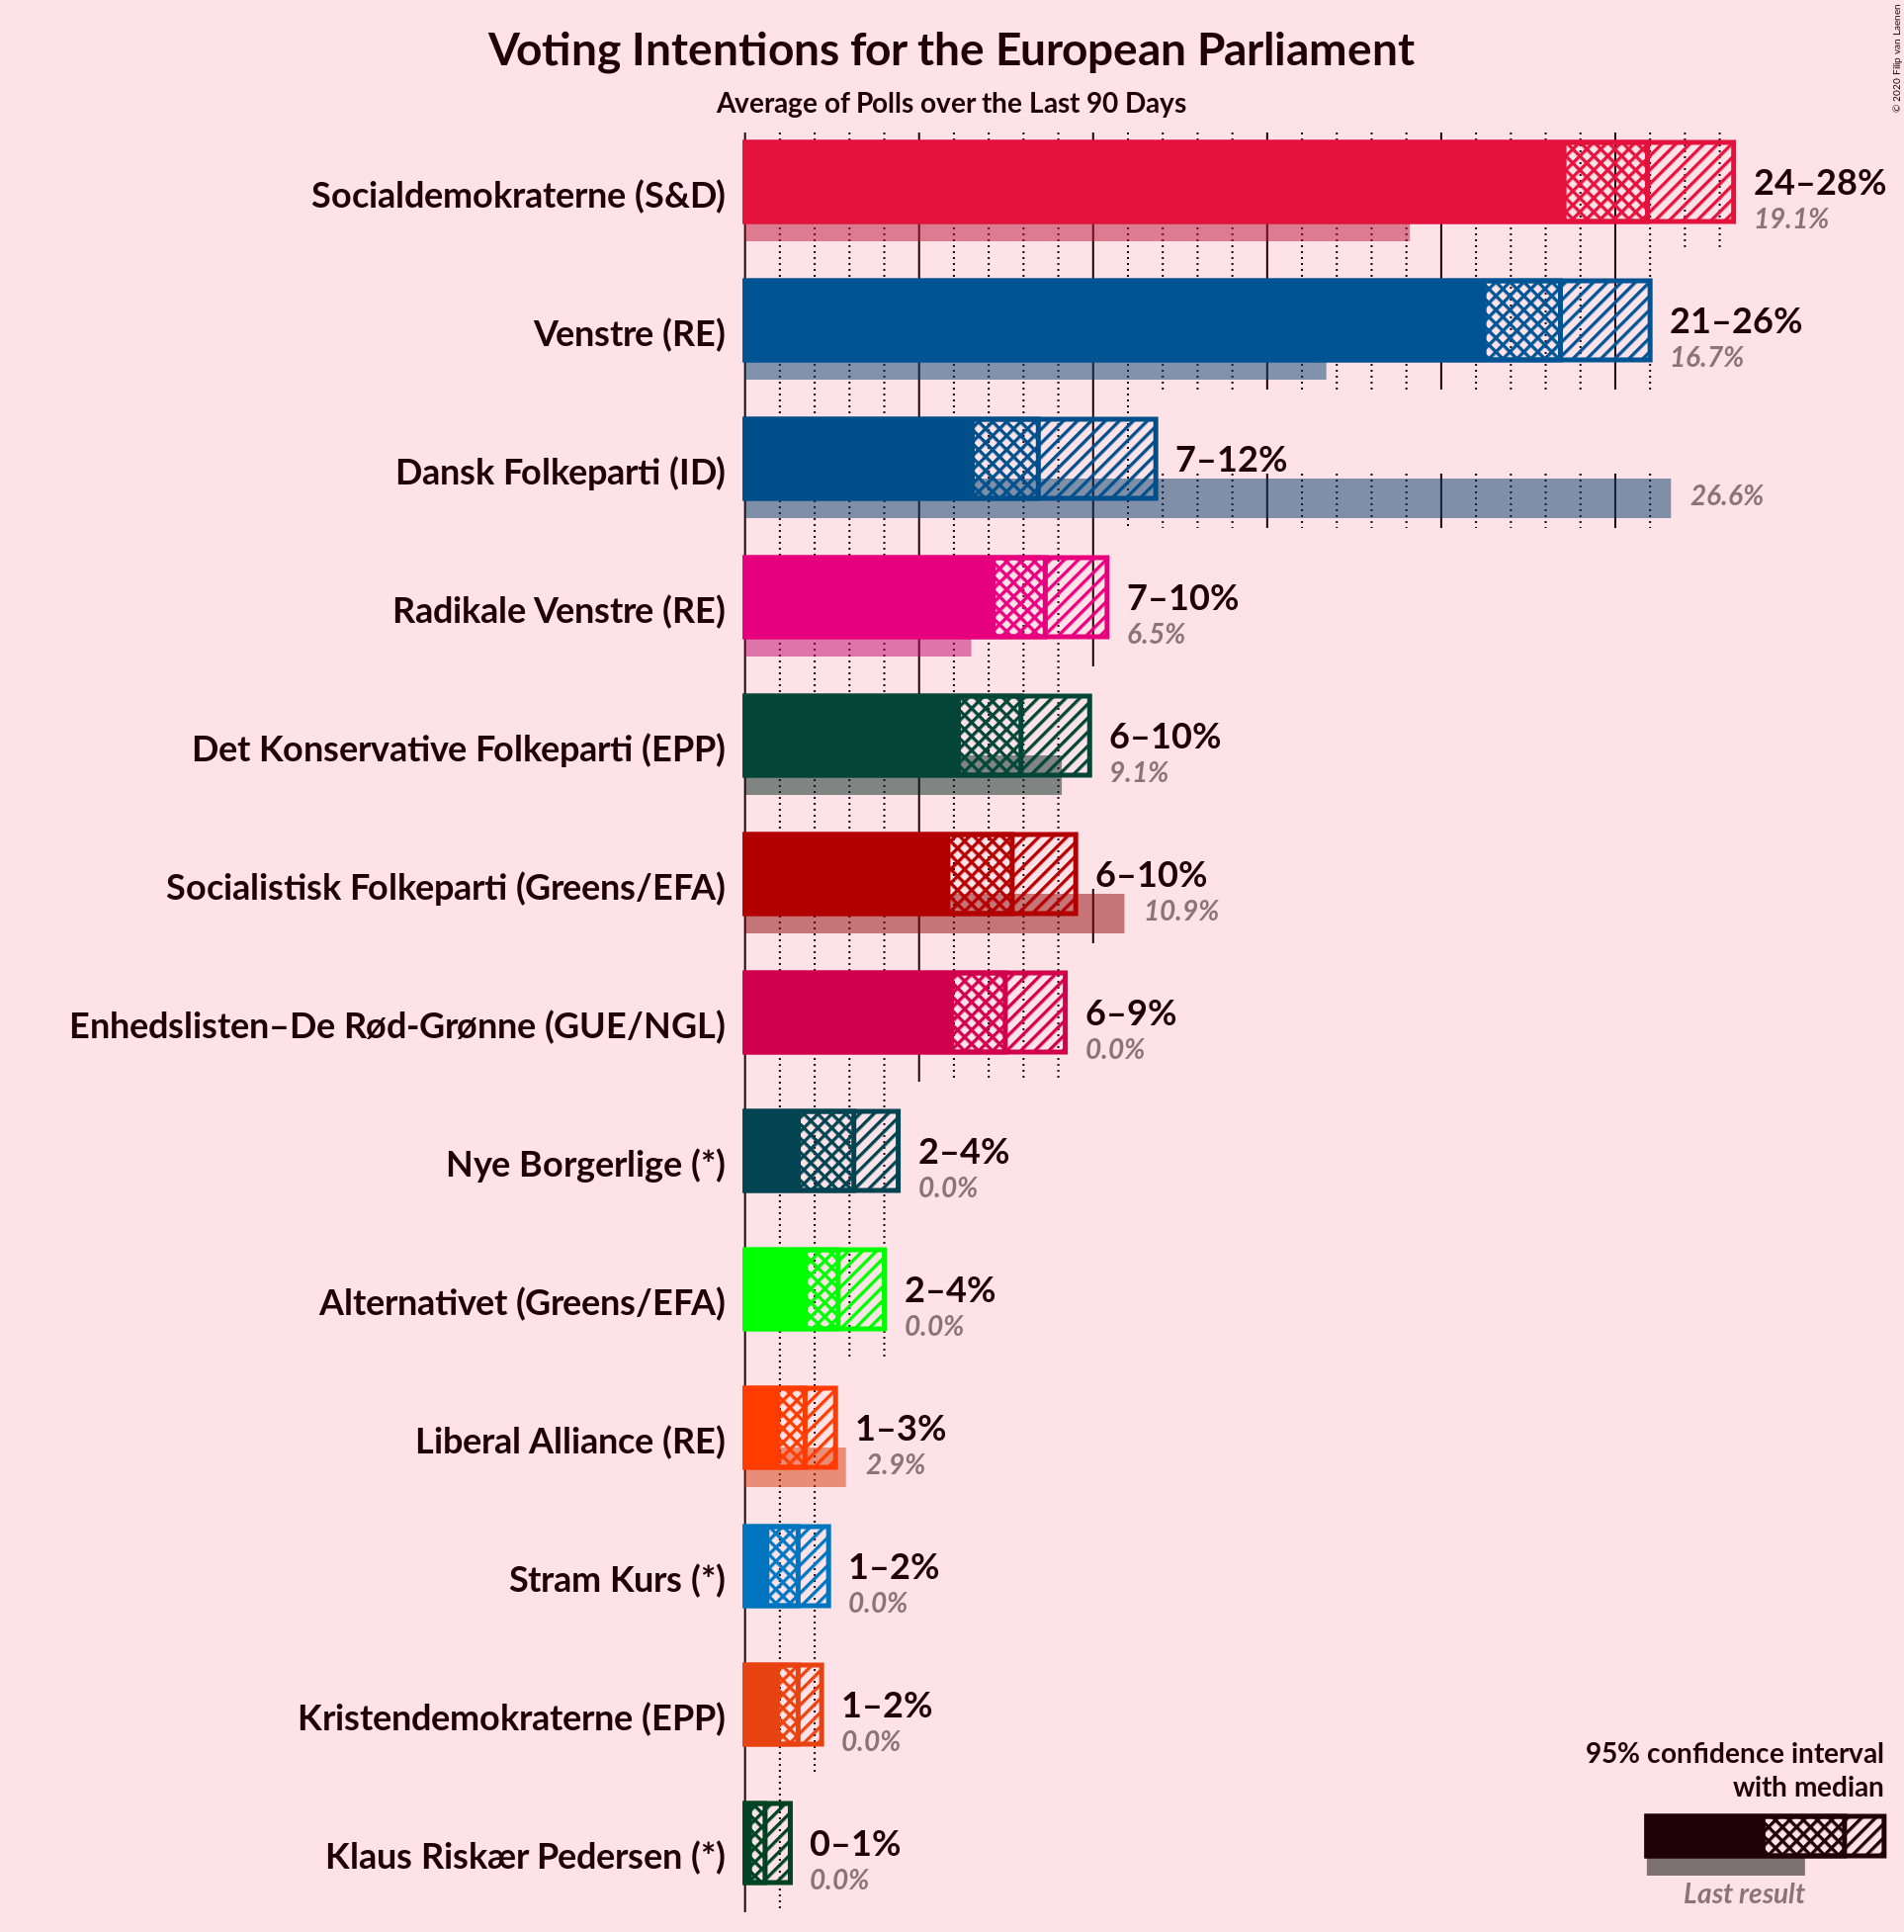 Voting Intentions for the European Parliament
Average of Polls over the Last 90 Days
© 2020 Filip van Laenen
Socialdemokraterne (S&D)
24–28%
19.1%
Venstre (RE)
21–26%
16.7%
Dansk Folkeparti (ID)
7–12%
26.6%
Radikale Venstre (RE)
7–10%
6.5%
Det Konservative Folkeparti (EPP)
6–10%
9.1%
Socialistisk Folkeparti (Greens/EFA)
6–10%
10.9%
Enhedslisten–De Rød-Grønne (GUE/NGL)
6–9%
0.0%
Nye Borgerlige (*)
2–4%
0.0%
Alternativet (Greens/EFA)
2–4%
0.0%
Liberal Alliance (RE)
1–3%
2.9%
Stram Kurs (*)
1–2%
0.0%
Kristendemokraterne (EPP)
1–2%
0.0%
Klaus Riskær Pedersen (*)
0–1%
0.0%
95% confidence interval
with median
Last result